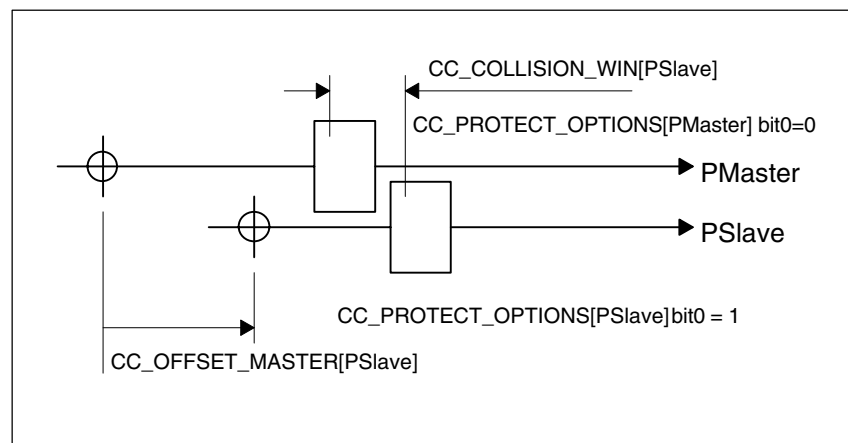 CC_COLLISION_WIN[PSlave]
CC_PROTECT_OPTIONS[PMaster] bit0=0
PMaster
PSlave
CC_PROTECT_OPTIONS[PSlave]bit0 = 1
CC_OFFSET_MASTER[PSlave]